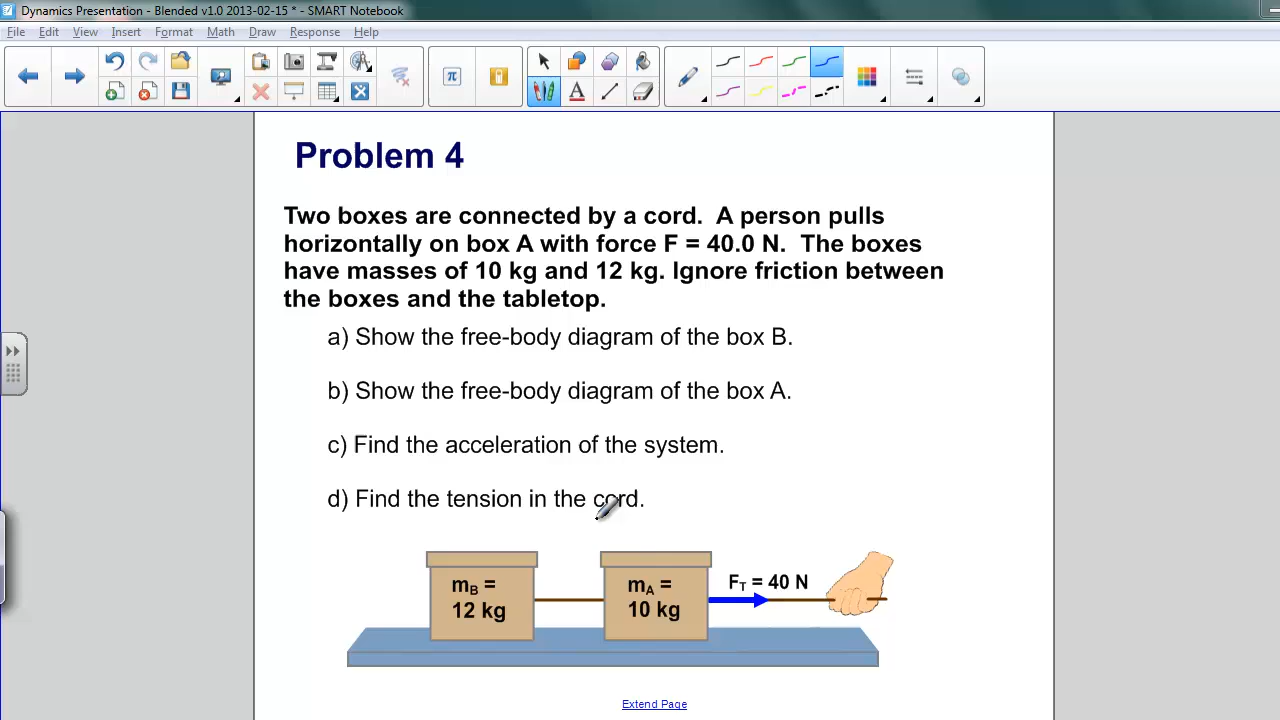 Dynamics Presentation - Blended v1.0 2013-02-15 * - SMART Notebook
File Edit View Insert Format Math Draw Response Help
π
A
Problem 4
Two boxes are connected by a cord. A person pulls
horizontally on box A with force F = 40.0 N. The boxes
have masses of 10 kg and 12 kg. Ignore friction between
the boxes and the tabletop.
a) Show the free-body diagram of the box B.
b) Show the free-body diagram of the box A.
c) Find the acceleration of the system.
d) Find the tension in the cord.
mB =
12 kg
mA =
10 kg
FT = 40 N
Extend Page